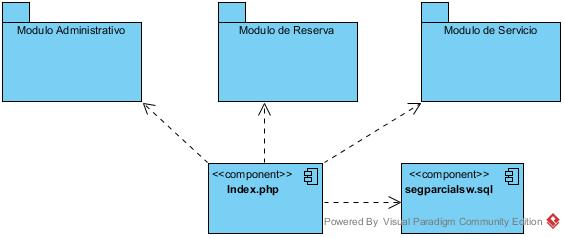 Modulo Administrativo
Modulo de Reserva
Modulo de Servicio
<<component>>
Index.php
<<component>>
segparcialsw.sql
Powered By Visual Paradigm Community Edition